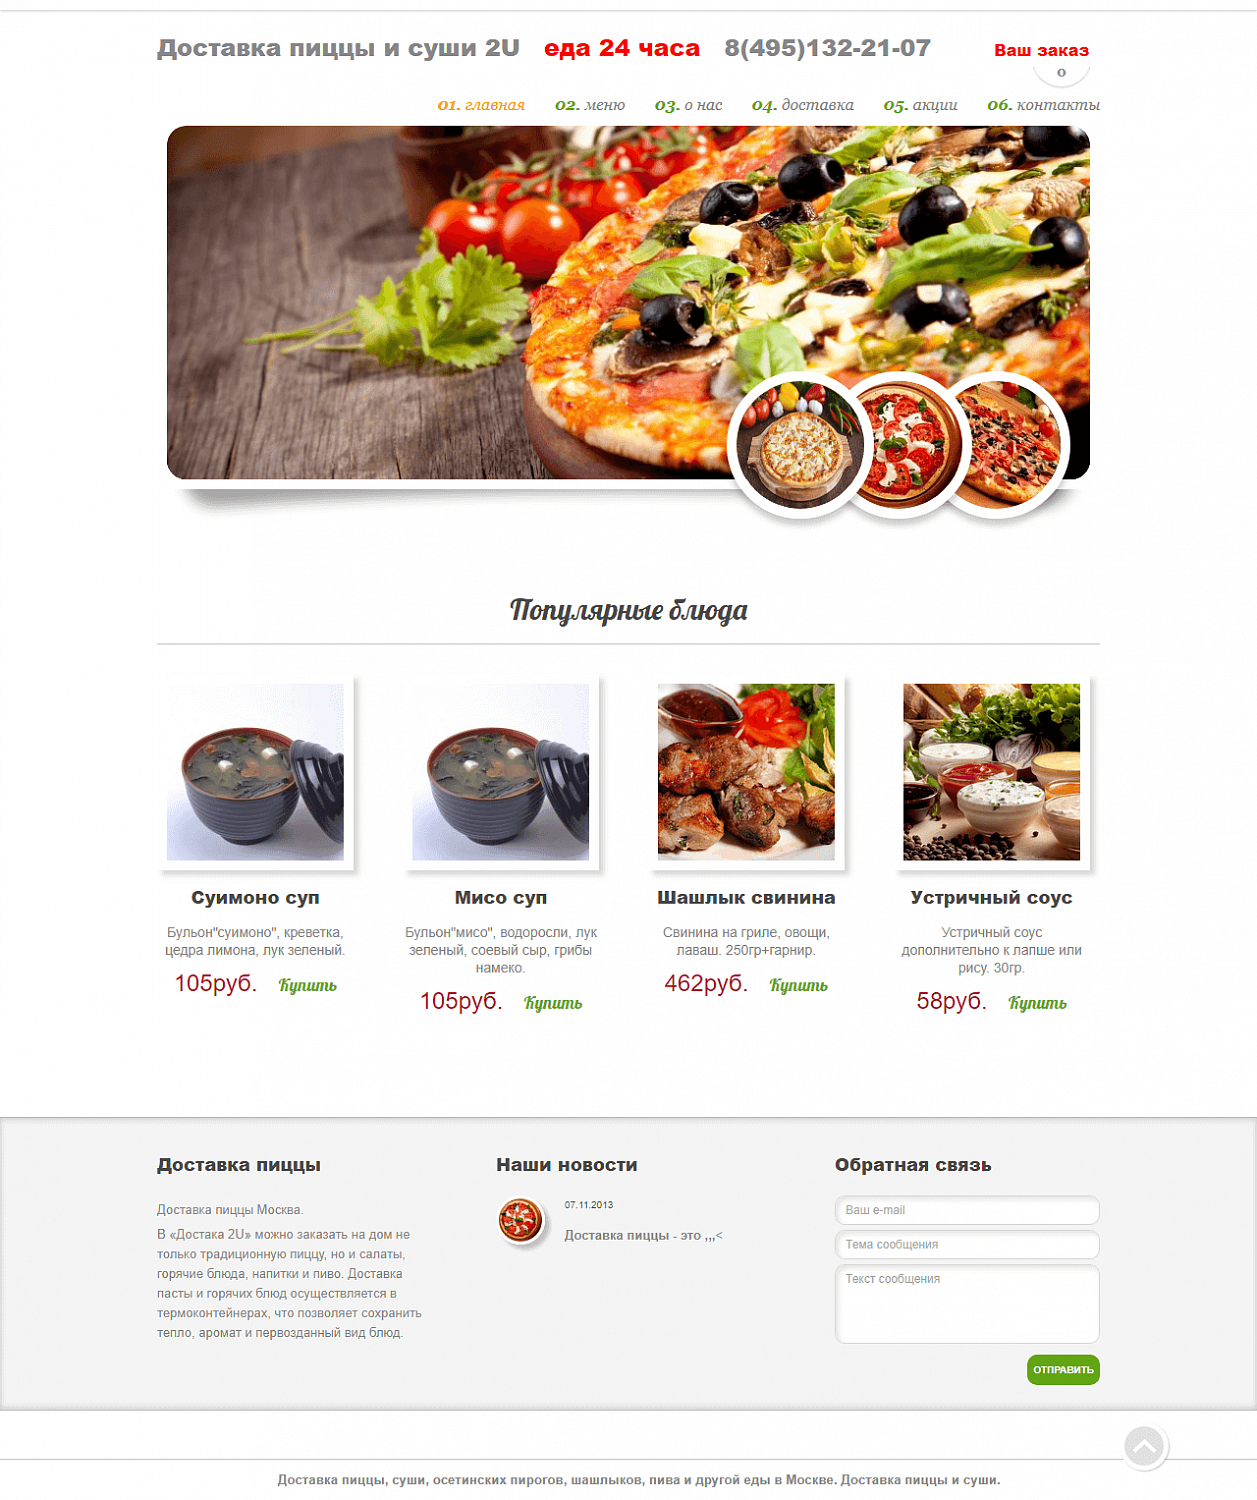 Доставка пиццы и суши 2U еда 24 часа 8(495)132-21-07 Ваш заказ
0
01. главная 02. меню 03. о нас 04. доставка 05. акции 06. контакты
Популярные блюда
Суимоно суп
Бульон"суимоно", креветка,
цедра лимона, лук зеленый.
105руб. Купить
Мисо суп
Бульон"мисо", водоросли, лук
зеленый, соевый сыр, грибы
намеко.
105руб. Купить
Шашлык свинина
Свинина на гриле, овощи,
лаваш. 250гр+гарнир.
462руб. Купить
Устричный соус
Устричный соус
дополнительно к лапше или
рису. 30гр.
58руб. Купить
Доставка пиццы
Доставка пиццы Москва.
В «Достака 2U» можно заказать на дом не
только традиционную пиццу, но и салаты,
горячие блюда, напитки и пиво. Доставка
пасты и горячих блюд осуществляется в
термоконтейнерах, что позволяет сохранить
тепло, аромат и первозданный вид блюд.
Наши новости
07.11.2013
Доставка пиццы - это ,,,<
Обратная связь
Ваш e-mail
Тема сообщения
Текст сообщения
ОТПРАВИТЬ
Доставка пиццы, суши, осетинских пирогов, шашлыков, пива и другой еды в Москве. Доставка пиццы и суши.